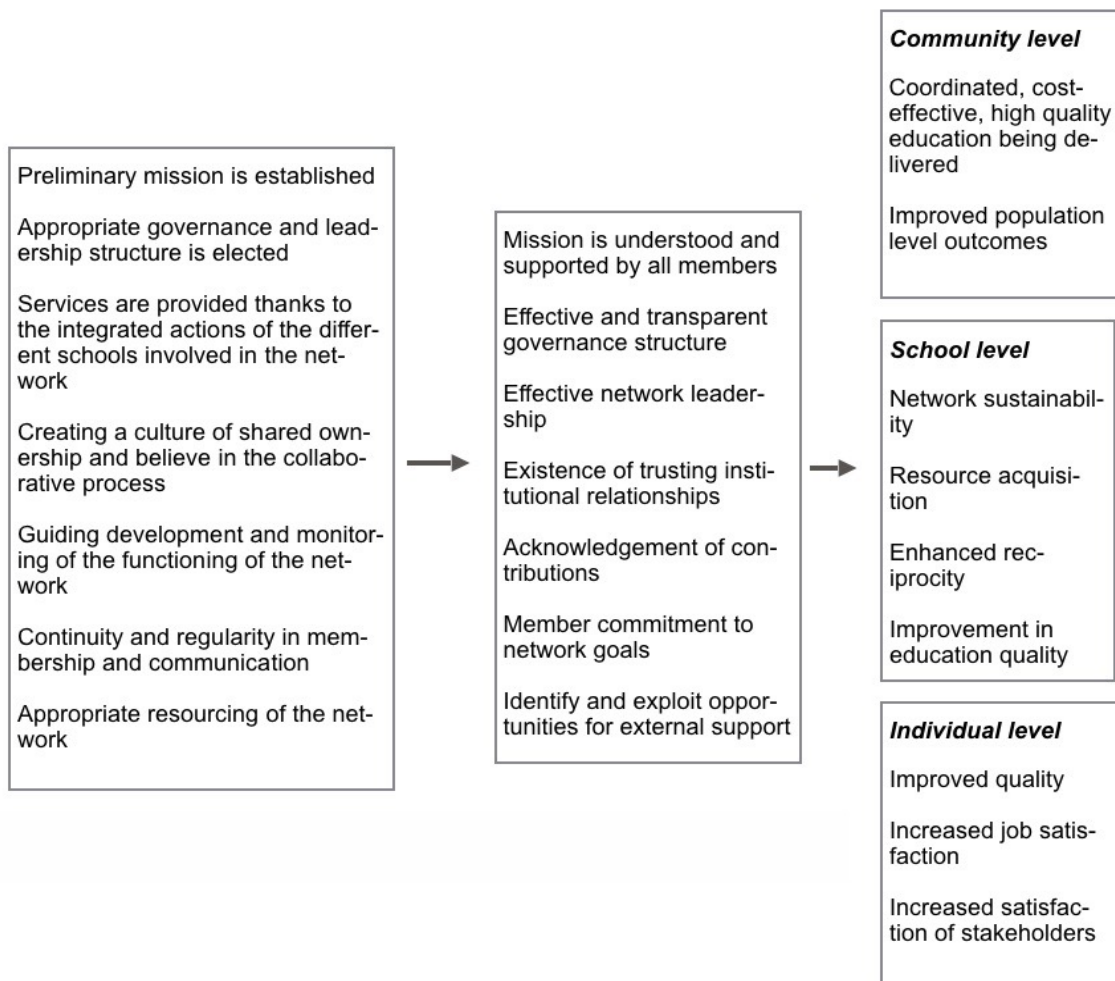 Preliminary mission is established
Appropriate governance and lead-
ership structure is elected
Services are provided thanks to
the integrated actions of the differ-
ent schools involved in the net-
work
Creating a culture of shared own-
ership and believe in the collabo-
rative process
Guiding development and monitor-
ing of the functioning of the net-
work
Continuity and regularity in mem-
bership and communication
Appropriate resourcing of the net-
work
Mission is understood and
supported by all members
Effective and transparent
governance structure
Effective network leader-
ship
Existence of trusting insti-
tutional relationships
Acknowledgement of con-
tributions
Member commitment to
network goals
Identify and exploit oppor-
tunities for external support
Community level
Coordinated, cost-
effective, high quality
education being de-
livered
Improved population
level outcomes
School level
Network sustainabil-
ity
Resource acquisi-
tion
Enhanced rec-
iprocity
Improvement in
education quality
Individual level
Improved quality
Increased job satis-
faction
Increased satisfac-
tion of stakeholders